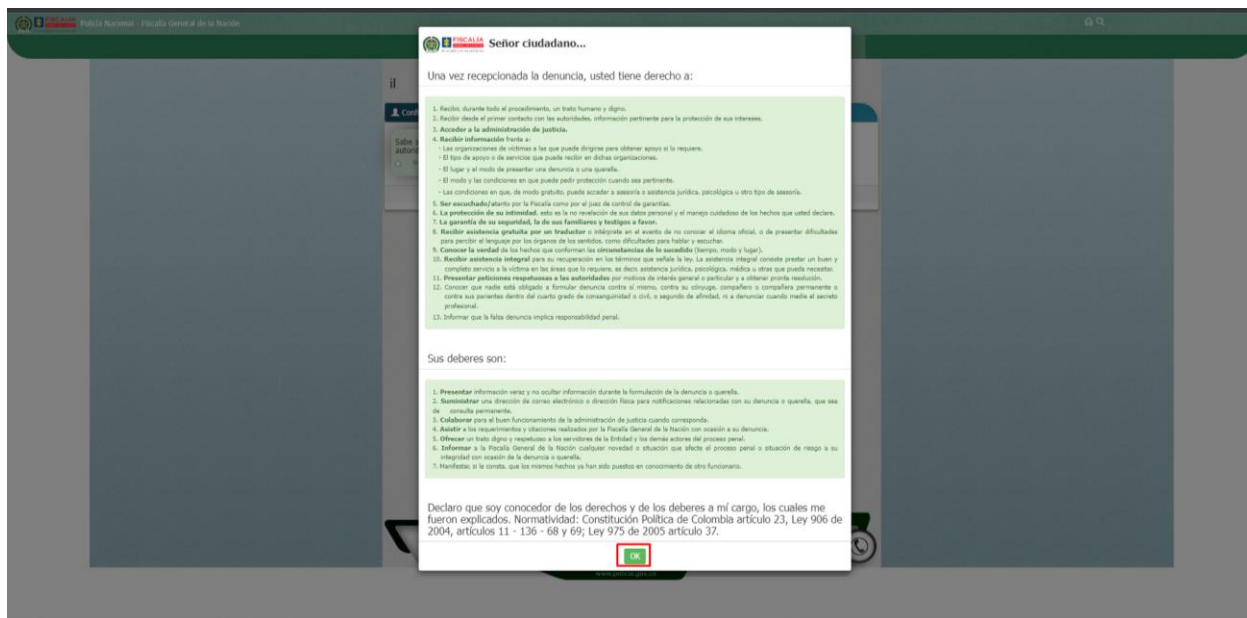 FISCALÍA Policía Nacional - Fiscalía General de la Nación
FISCALÍA Señor ciudadano...
Una vez recepcionada la denuncia, usted tiene derecho a:
il
1. Recibir, durante todo el procedimiento, un trato humano y digno.
2. Recibir desde el primer contacto con las autoridades, información pertinente para la protección de sus intereses.
3. Acceder a la administración de justicia.
4. Recibir información frente a:
- Las organizaciones de víctimas a las que puede dirigirse para obtener apoyo si lo requiere.
- El tipo de apoyo o de servicios que puede recibir en dichas organizaciones.
- El lugar y el modo de presentar una denuncia o una querella.
- El modo y las condiciones en que puede pedir protección cuando sea pertinente.
- Las condiciones en que, de modo gratuito, puede acceder a asesoría o asistencia jurídica, psicológica u otro tipo de asesoría.
5. Ser escuchado/atanto por la Fiscalía como por el juez de control de garantías.
6. La protección de su intimidad, esto es la no revelación de sus datos personal y el manejo cuidadoso de los hechos que usted declare.
7. La garantía de su seguridad, la de sus familiares y testigos a favor.
8. Recibir asistencia gratuita por un traductor o intérprete en el evento de no conocer el idioma oficial, o de presentar dificultades
para percibir el lenguaje por los órganos de los sentidos, como dificultades para hablar y escuchar.
9. Conocer la verdad de los hechos que conforman las circunstancias de lo sucedido (tiempo, modo y lugar).
10. Recibir asistencia integral para su recuperación en los términos que señale la ley. La asistencia integral consiste prestar un buen y
completo servicio a la víctima en las áreas que lo requiere, es decir, asistencia jurídica, psicológica, médica u otras que pueda necesitar.
11. Presentar peticiones respetuosas a las autoridades por motivos de interés general o particular y a obtener pronta resolución.
12. Conocer que nadie está obligado a formular denuncia contra sí mismo, contra su cónyuge, compañero o compañera permanente o
contra sus parientes dentro del cuarto grado de consanguinidad o civil, o segundo de afinidad, ni a denunciar cuando medie el secreto
profesional.
13. Informar que la falsa denuncia implica responsabilidad penal.
Sus deberes son:
1. Presentar información veraz y no ocultar información durante la formulación de la denuncia o querella.
2. Suministrar una dirección de correo electrónico o dirección física para notificaciones relacionadas con su denuncia o querella, que sea
de consulta permanente.
3. Colaborar para el buen funcionamiento de la administración de justicia cuando corresponda.
4. Asistir a los requerimientos y citaciones realizados por la Fiscalía General de la Nación con ocasión a su denuncia.
5. Ofrecer un trato digno y respetuoso a los servidores de la Entidad y los demás actores del proceso penal.
6. Informar a la Fiscalía General de la Nación cualquier novedad o situación que afecte el proceso penal o situación de riesgo a su
integridad con ocasión de la denuncia o querella.
7. Manifestar, si le consta, que los mismos hechos ya han sido puestos en conocimiento de otro funcionario.
Declaro que soy conocedor de los derechos y de los deberes a mí cargo, los cuales me
fueron explicados. Normatividad: Constitución Política de Colombia artículo 23, Ley 906 de
2004, artículos 11 - 136 - 68 y 69; Ley 975 de 2005 artículo 37.
OK
www.policia.gov.co